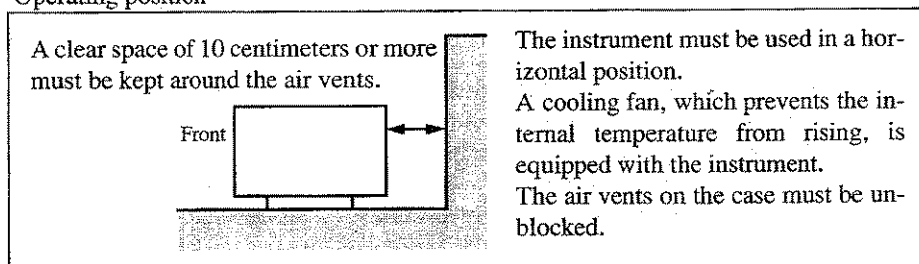 Operating position
A clear space of 10 centimeters or more
must be kept around the air vents.
Front
The instrument must be used in a hor-
izontal position.
A cooling fan, which prevents the in-
ternal temperature from rising, is
equipped with the instrument.
The air vents on the case must be un-
blocked.